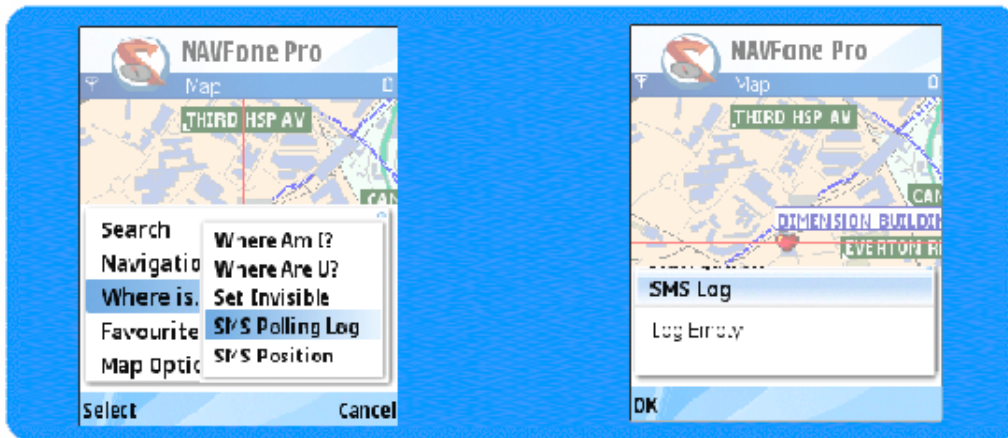 NAVFone Pro
Map
THIRD HSP AV
CAN
Search
Navigatio
Where is.
Favourite
Map Optic
Where Am I?
Where Are U?
Set Invisible
SMS Polling Log
SMS Position
Select
Cancel
NAVFone Pro
Map
THIRD HSP AV
CAN
DIMENSION BUILDIN
EVERTON R
SMS Log
Log Empty
OK